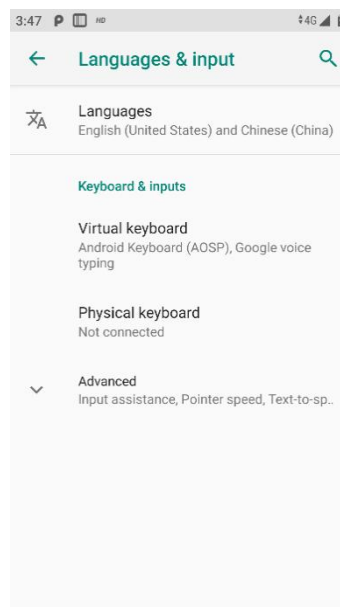 3:47 P HD 4G
Languages & input
Languages
English (United States) and Chinese (China)
Keyboard & inputs
Virtual keyboard
Android Keyboard (AOSP), Google voice
typing
Physical keyboard
Not connected
Advanced
Input assistance, Pointer speed, Text-to-sp..